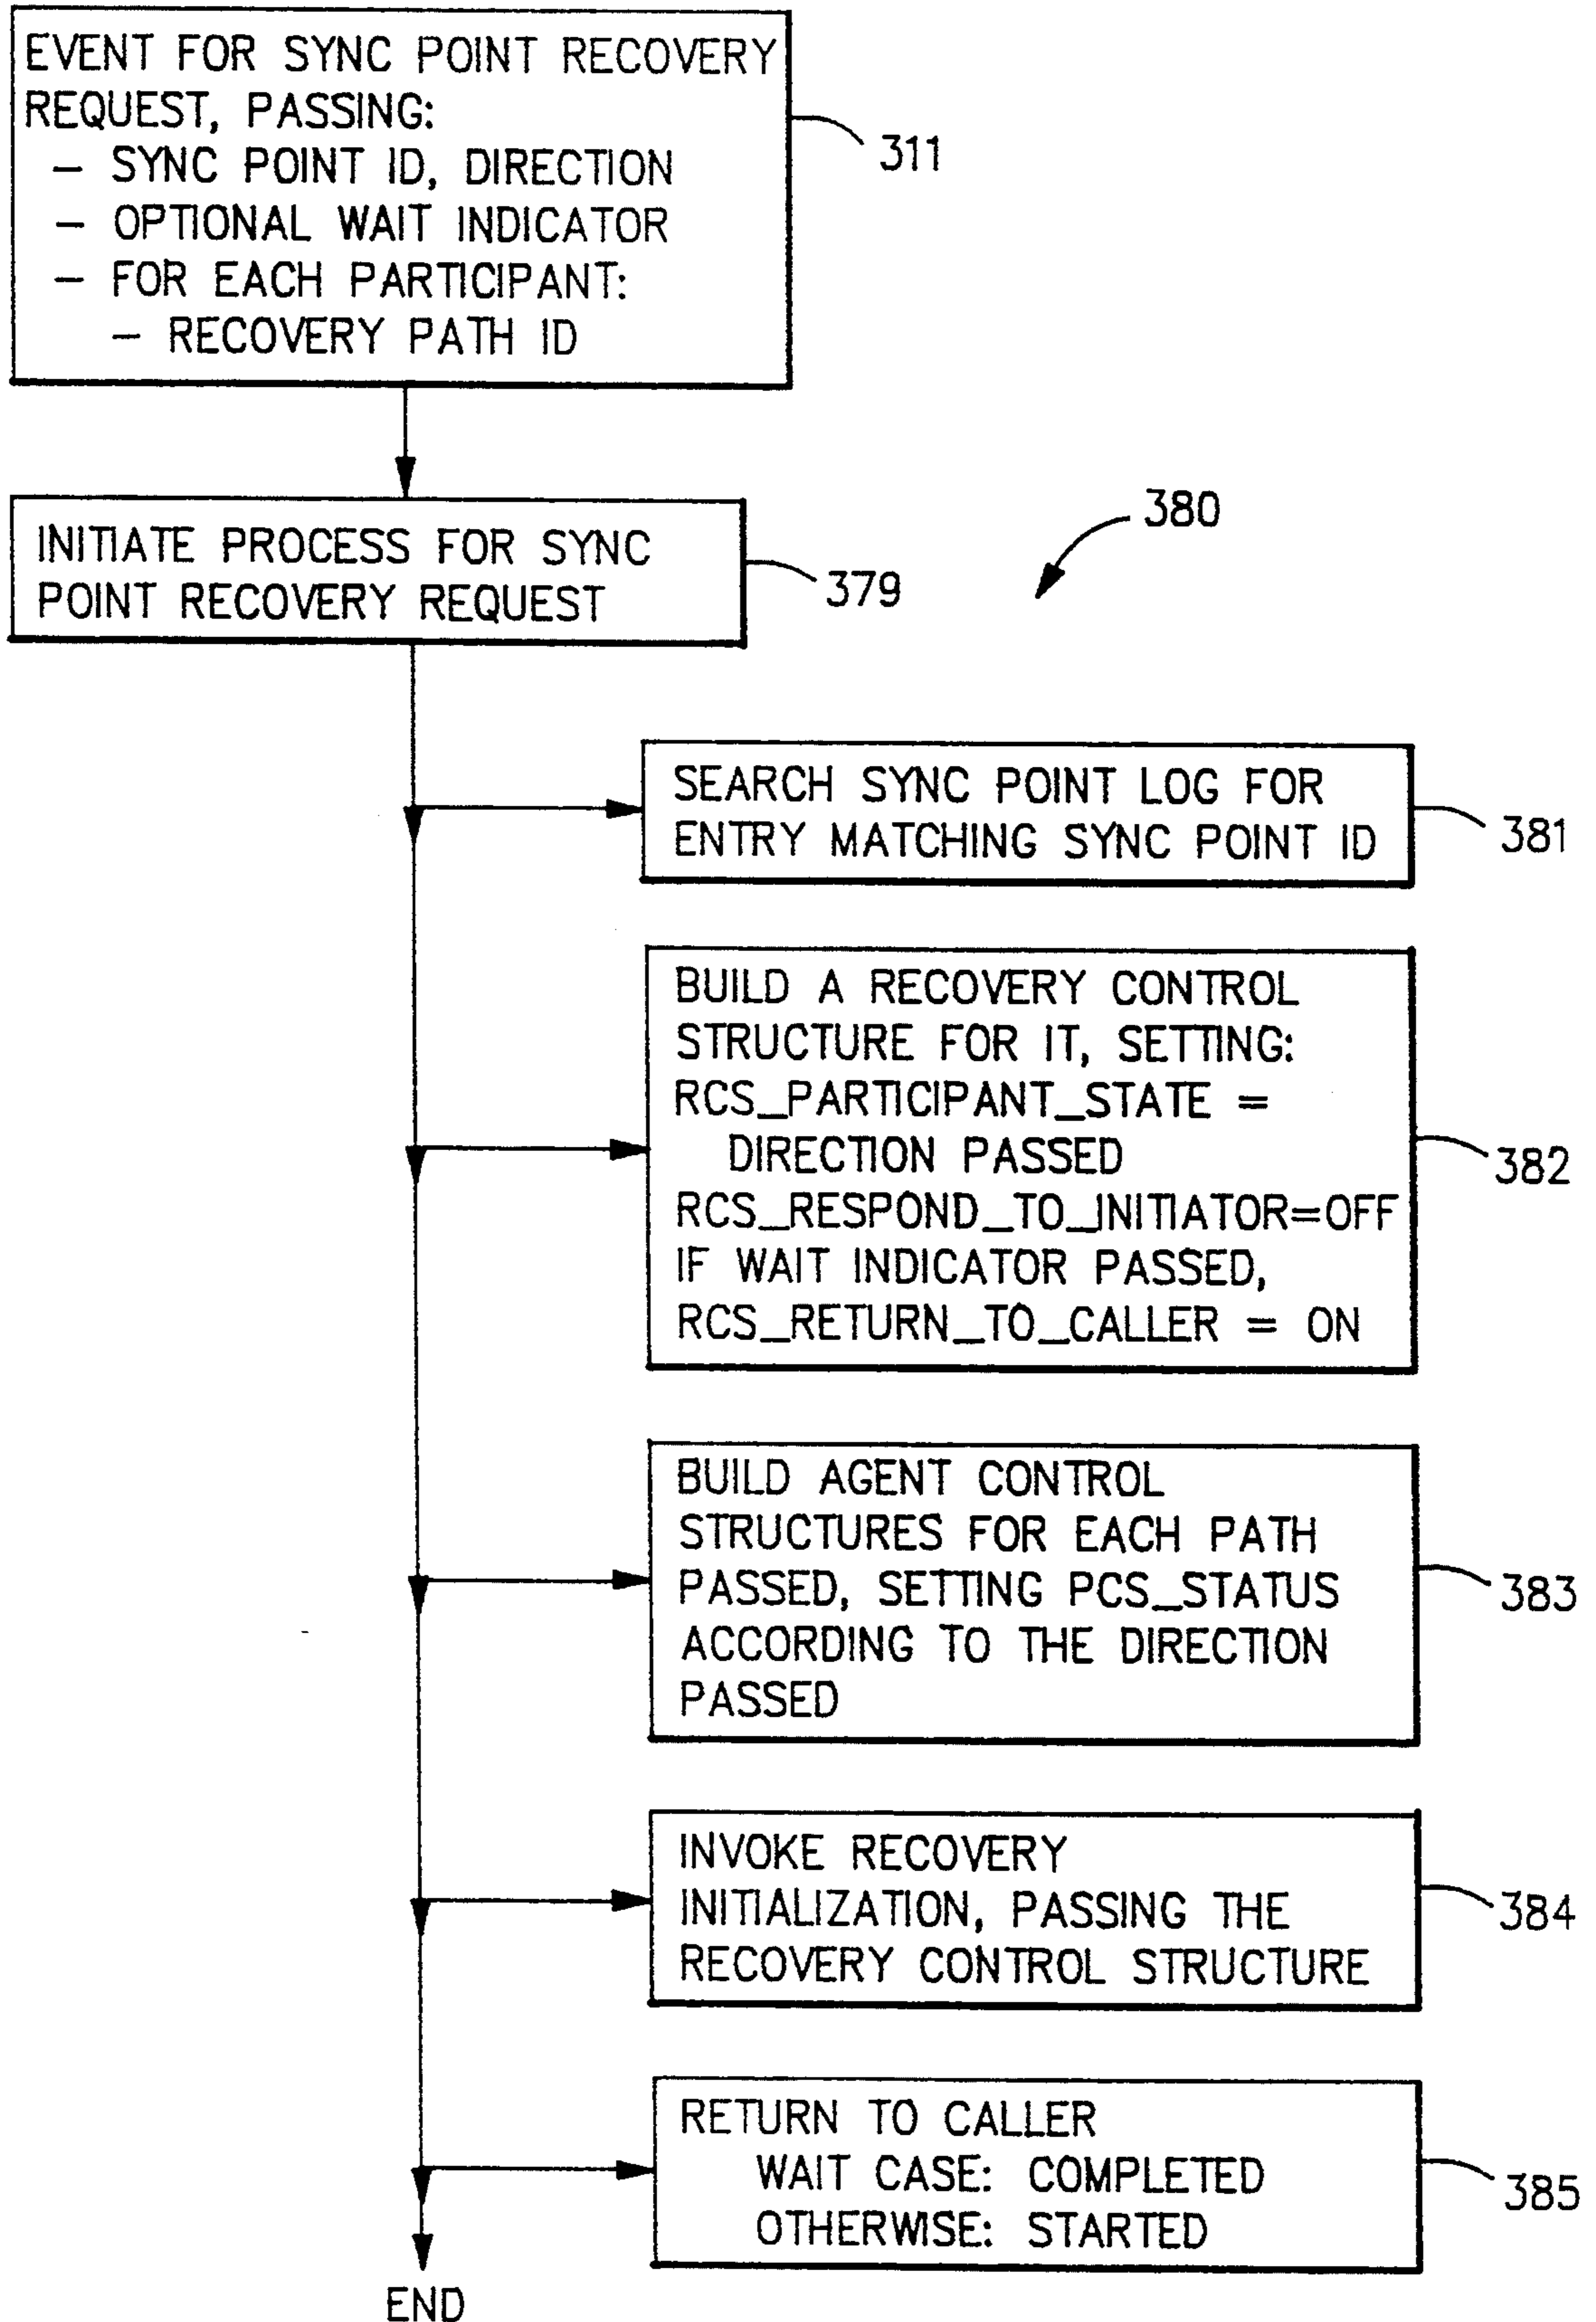 EVENT FOR SYNC POINT RECOVERY
REQUEST, PASSING:
– SYNC POINT ID, DIRECTION
– OPTIONAL WAIT INDICATOR
– FOR EACH PARTICIPANT:
– RECOVERY PATH ID
311
INITIATE PROCESS FOR SYNC
POINT RECOVERY REQUEST
379
380
SEARCH SYNC POINT LOG FOR
ENTRY MATCHING SYNC POINT ID
381
BUILD A RECOVERY CONTROL
STRUCTURE FOR IT, SETTING:
RCS_PARTICIPANT_STATE =
DIRECTION PASSED
RCS_RESPOND_TO_INITIATOR=OFF
IF WAIT INDICATOR PASSED,
RCS_RETURN_TO_CALLER = ON
382
BUILD AGENT CONTROL
STRUCTURES FOR EACH PATH
PASSED, SETTING PCS_STATUS
ACCORDING TO THE DIRECTION
PASSED
383
INVOKE RECOVERY
INITIALIZATION, PASSING THE
RECOVERY CONTROL STRUCTURE
384
RETURN TO CALLER
WAIT CASE: COMPLETED
OTHERWISE: STARTED
385
END